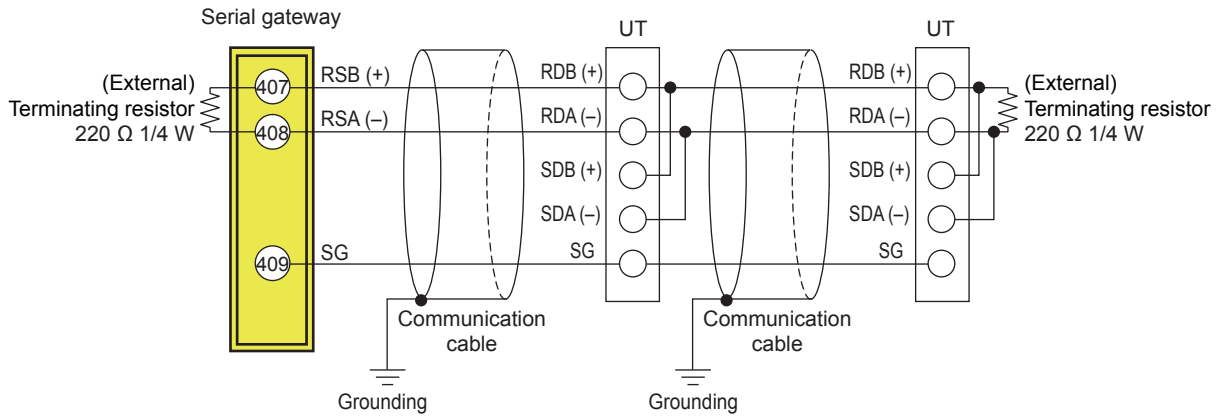 Serial gateway
UT
UT
(External)
Terminating resistor
220 Ω 1/4 W
407
RSB (+)
RDB (+)
RDB (+)
(External)
Terminating resistor
220 Ω 1/4 W
408
RSA (–)
RDA (–)
RDA (–)
SDB (+)
SDB (+)
SDA (–)
SDA (–)
409
SG
SG
SG
Communication
cable
Communication
cable
Grounding
Grounding